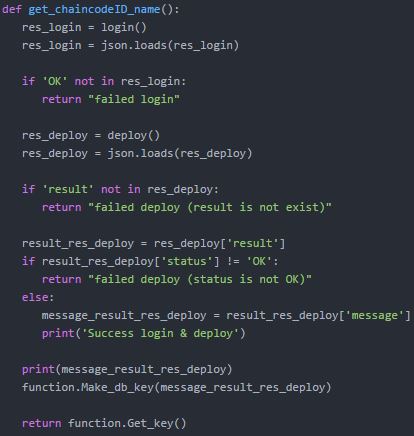 def get_chaincodeID_name():
    res_login = login()
    res_login = json.loads(res_login)

    if 'OK' not in res_login:
        return "failed login"

    res_deploy = deploy()
    res_deploy = json.loads(res_deploy)

    if 'result' not in res_deploy:
        return "failed deploy (result is not exist)"

    result_res_deploy = res_deploy['result']
    if result_res_deploy['status'] != 'OK':
        return "failed deploy (status is not OK)"
    else:
        message_result_res_deploy = result_res_deploy['message']
        print('Success login & deploy')

    print(message_result_res_deploy)
    function.Make_db_key(message_result_res_deploy)

    return function.Get_key()